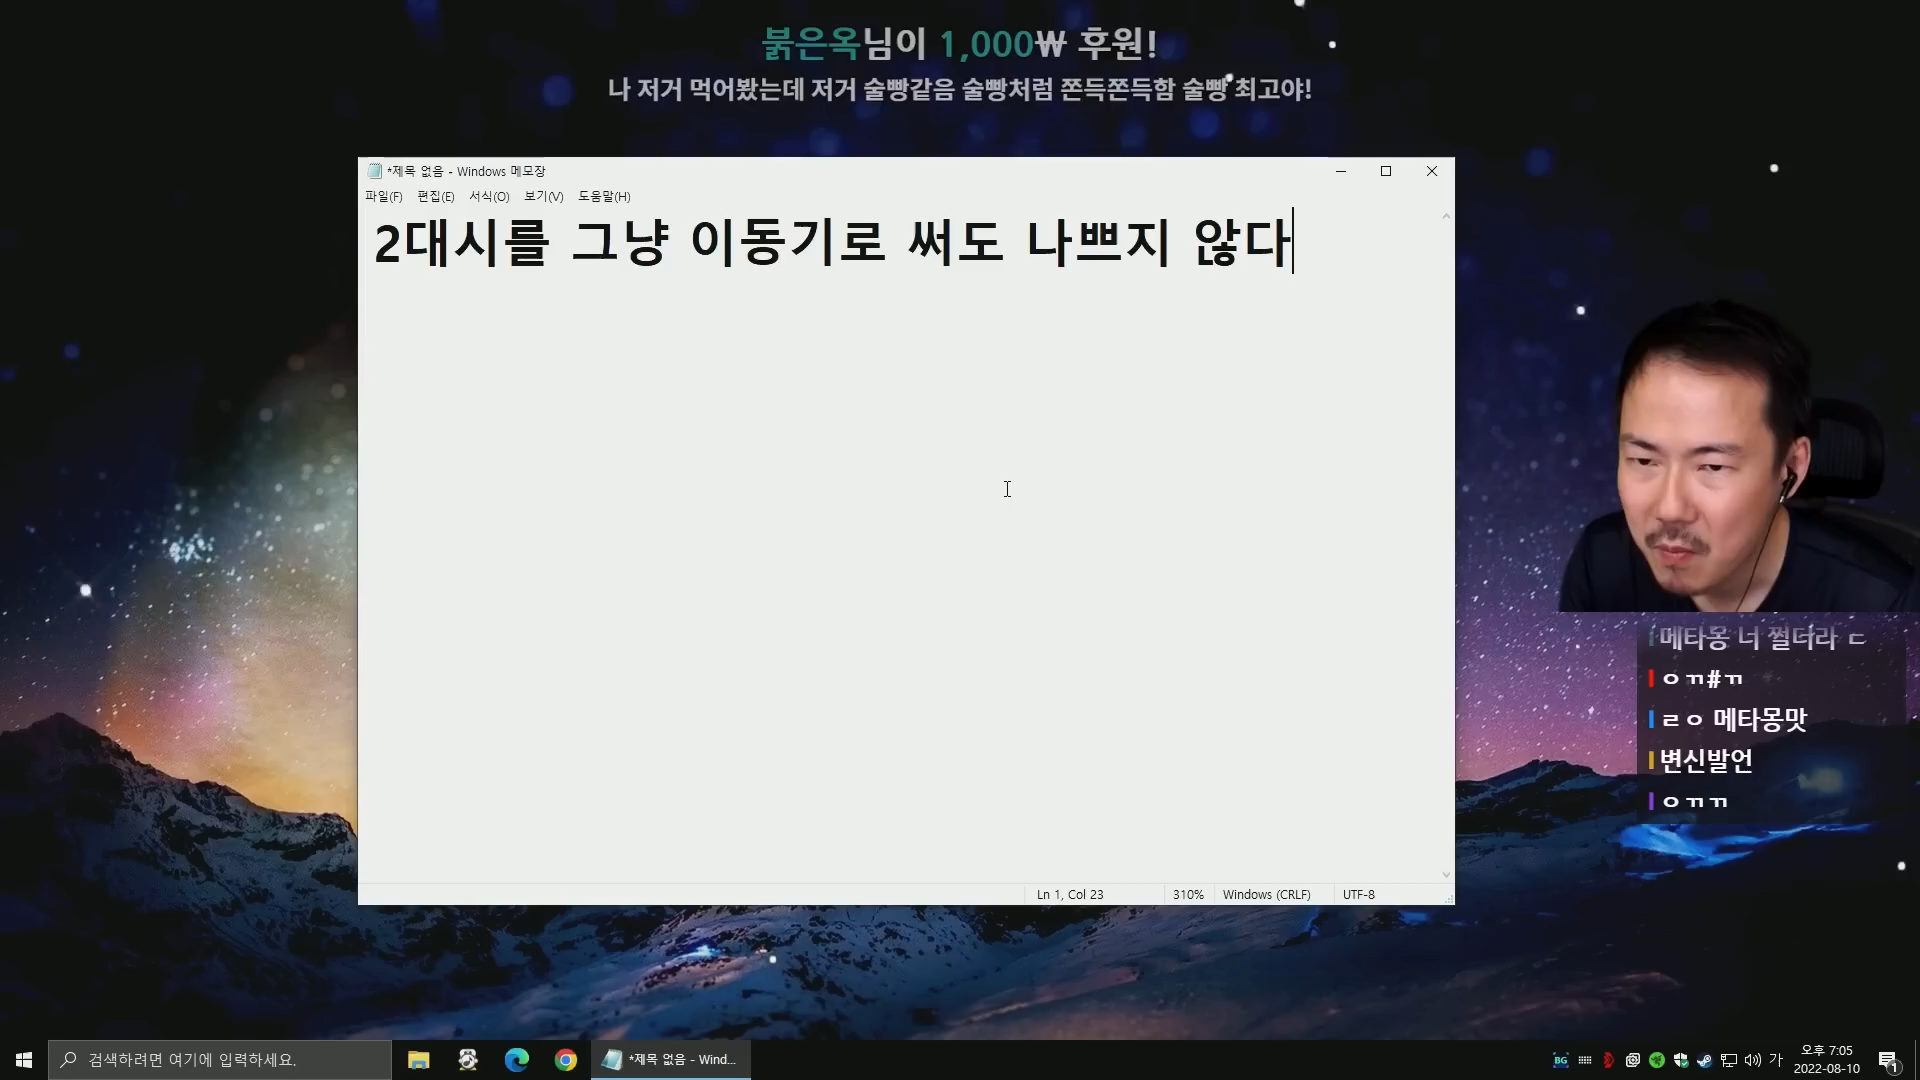 붉은옥님이 1,000₩ 후원!
나 저거 먹어봤는데 저거 술빵같음 술빵처럼 쫀득쫀득함 술빵 최고야!
*제목 없음 - Windows 메모장
파일(F) 편집(E) 서식(O) 보기(V) 도움말(H)
2대시를 그냥 이동기로 써도 나쁘지 않다
메타몽 너 쩔더라 ㄷ
ㅇㄲ#ㄲ
ㄹㅇ 메타몽맛
변신발언
ㅇㄲㄲ
Ln 1, Col 23 310% Windows (CRLF) UTF-8
검색하려면 여기에 입력하세요.
*제목 없음 - Wind...
BG
가
오후 7:05
2022-08-10
1